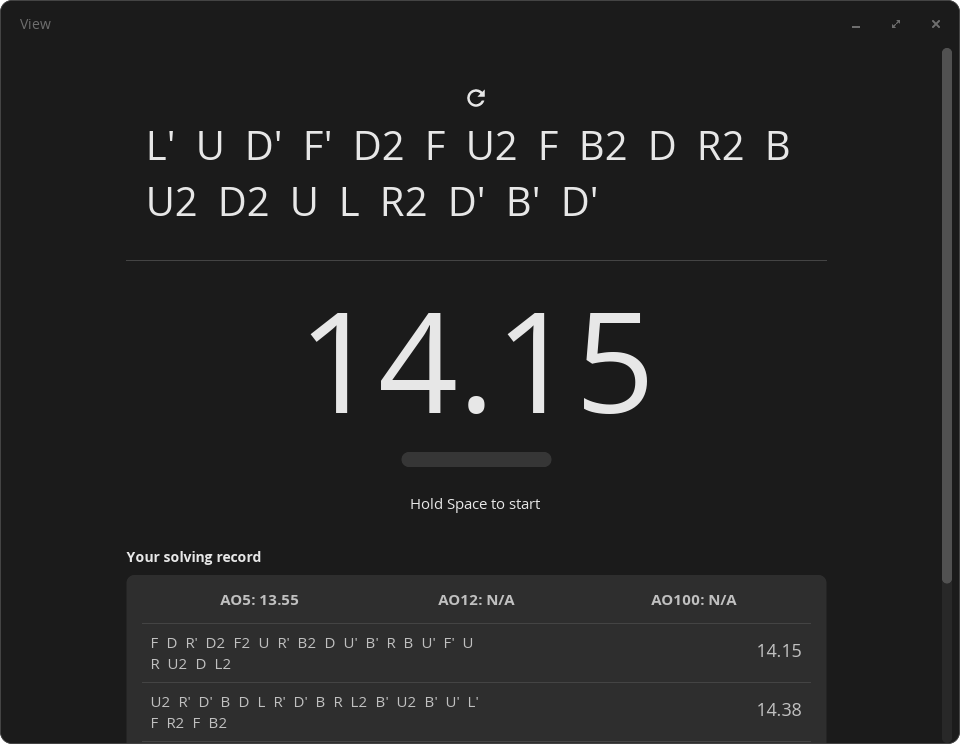 View
L' U D' F' D2 F U2 F B2 D R2 B
U2 D2 U L R2 D' B' D'
14.15
Hold Space to start
Your solving record
AO5: 13.55 AO12: N/A AO100: N/A
F D R' D2 F2 U R' B2 D U' B' R B U' F' U
R U2 D L2
14.15
U2 R' D' B D L R' D' B R L2 B' U2 B' U' L'
F R2 F B2
14.38